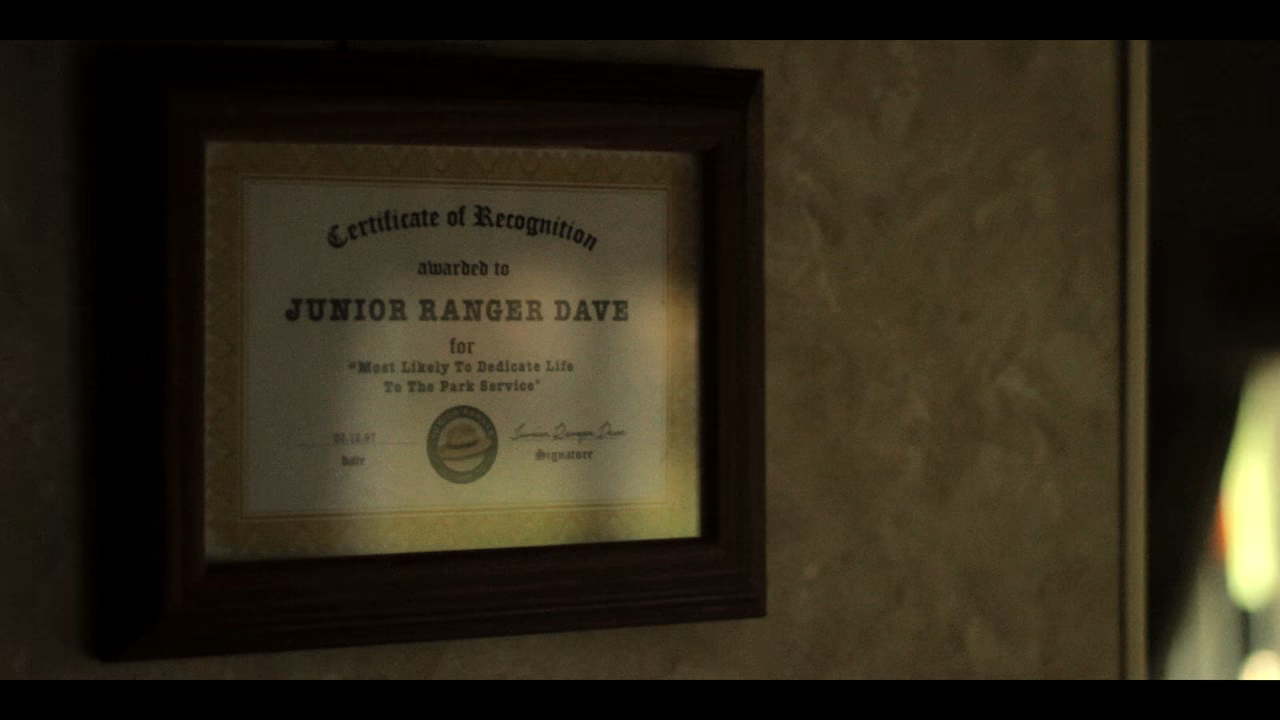 Certificate of Recognition
awarded to
JUNIOR RANGER DAVE
for
"Most Likely To Dedicate Life
To The Park Service"
date
Signature